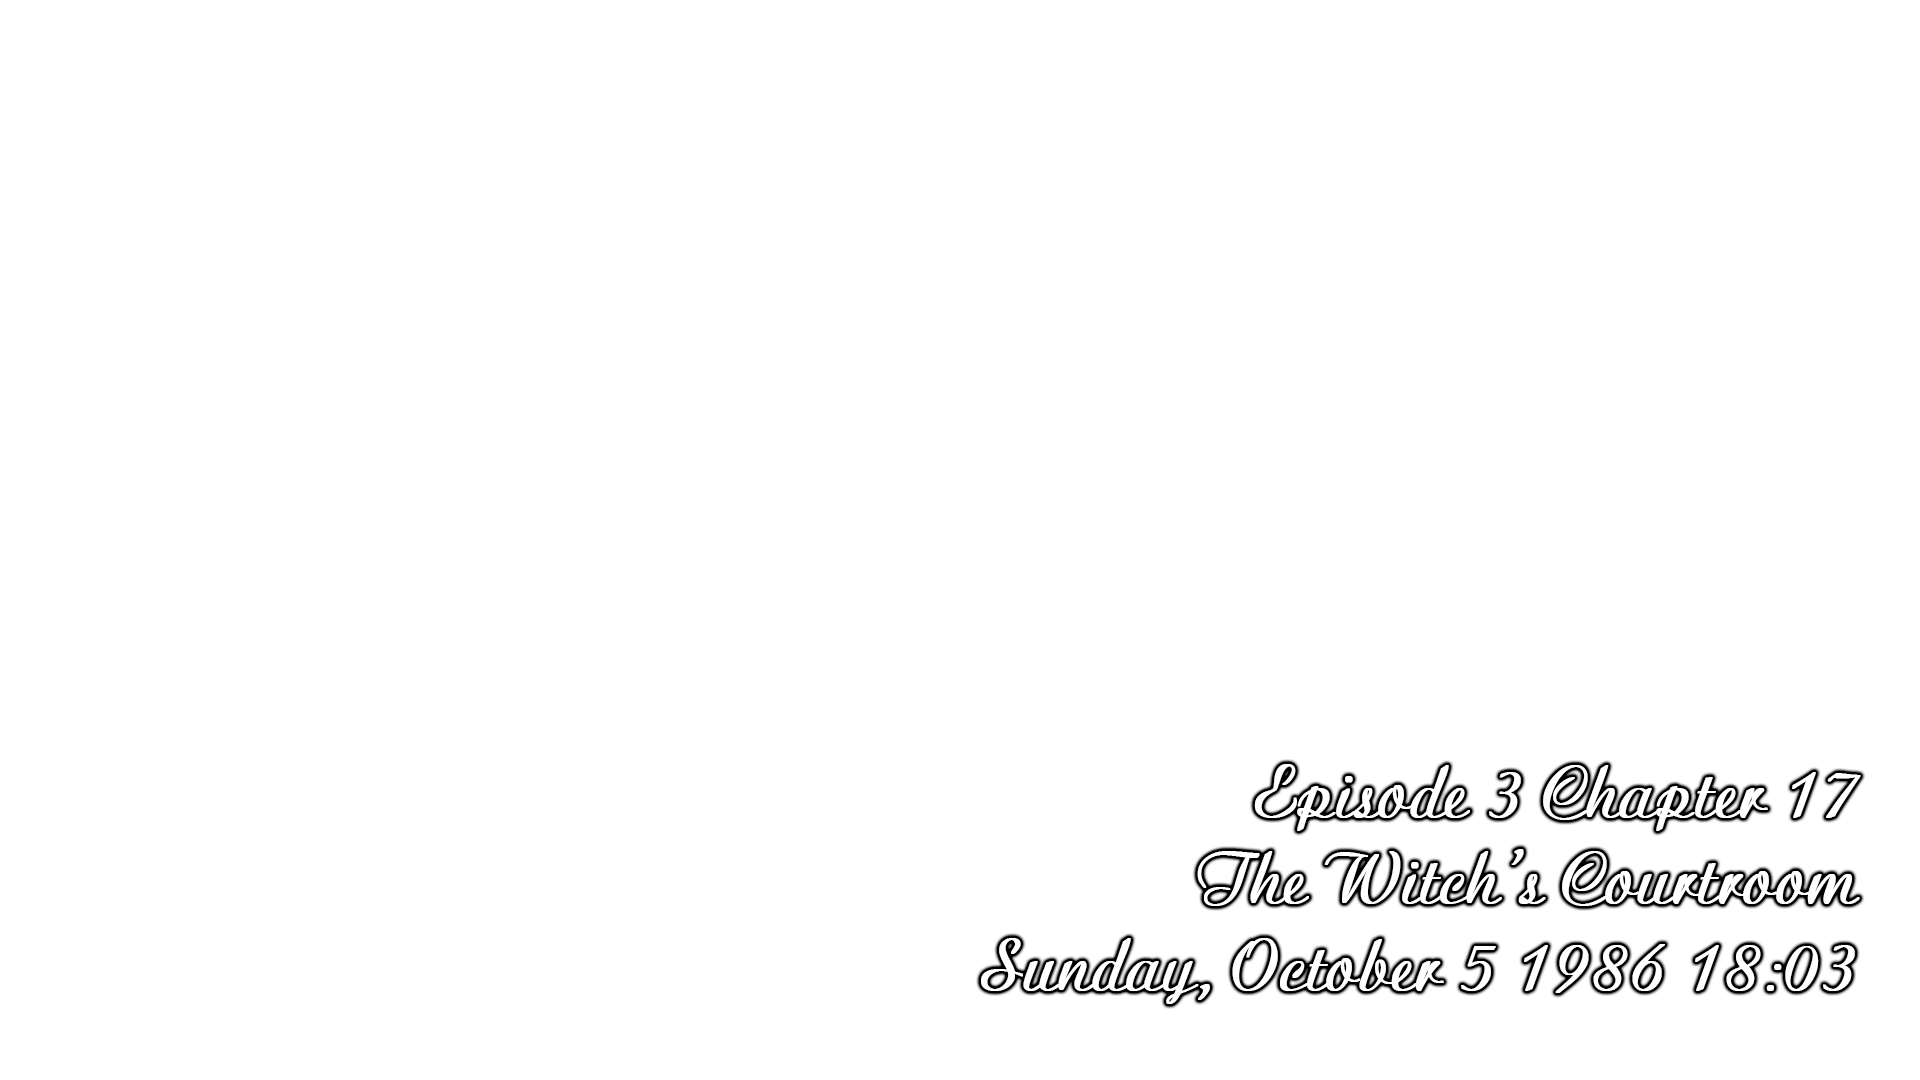 Episode 3 Chapter 17
The Witch’s Courtroom
Sunday, October 5 1986 18:03